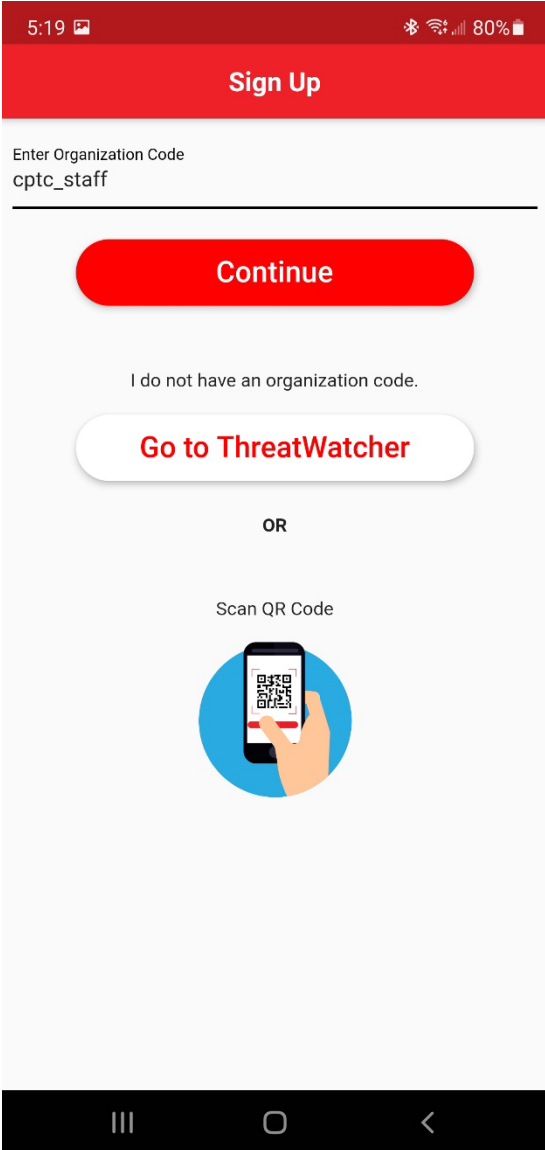 5:19
80%
Sign Up
Enter Organization Code
cptc_staff
Continue
I do not have an organization code.
Go to ThreatWatcher
OR
Scan QR Code